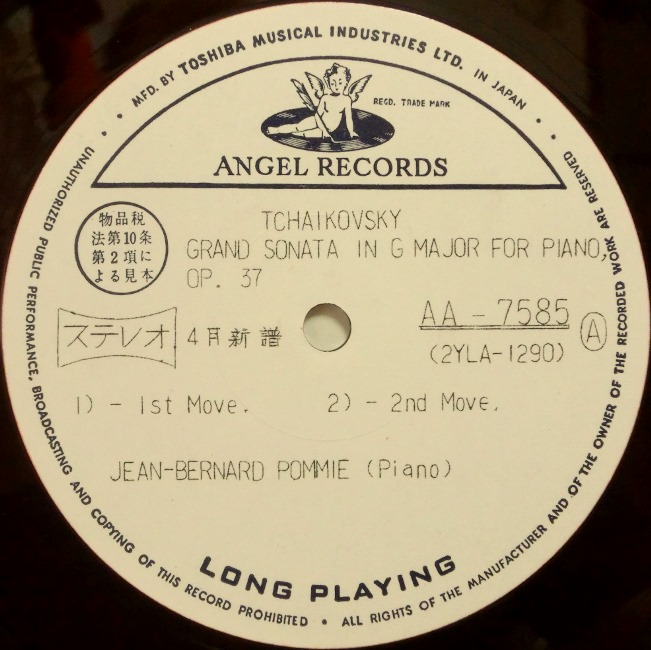 • MFD. BY TOSHIBA MUSICAL INDUSTRIES LTD. IN JAPAN •
REGD. TRADE MARK
ANGEL RECORDS
物品税
法第10条
第2項に
よる見本
TCHAIKOVSKY
GRAND SONATA IN G MAJOR FOR PIANO,
OP. 37
ステレオ
4月新譜
AA-7585
(2YLA-1290)
A
1) - 1st Move. 2) - 2nd Move.
JEAN-BERNARD POMMIE (Piano)
LONG PLAYING
• UNAUTHORIZED PUBLIC PERFORMANCE, BROADCASTING AND COPYING OF THIS RECORD PROHIBITED • ALL RIGHTS OF THE MANUFACTURER AND OF THE OWNER OF THE RECORDED WORK ARE RESERVED •